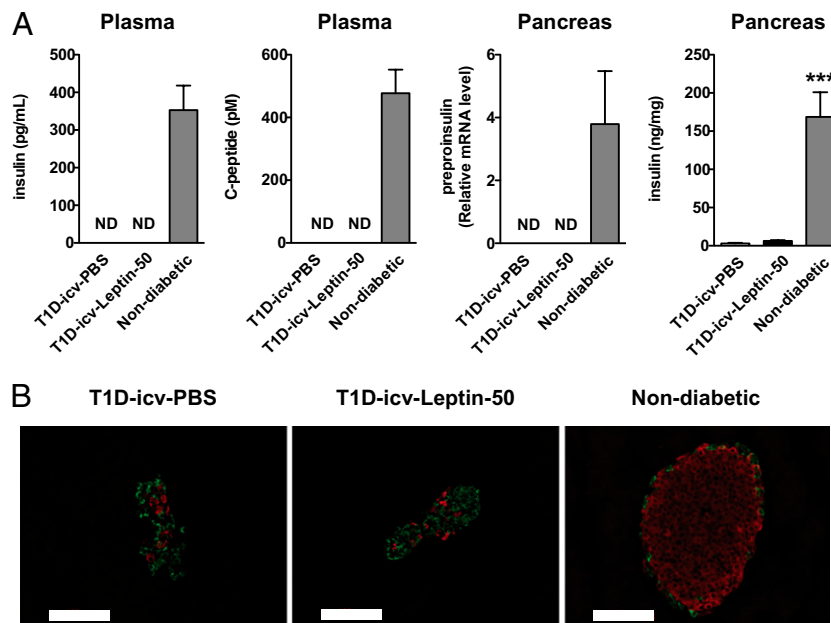 A
Plasma
insulin (pg/mL)
500
400
300
200
100
0
ND
ND
T1D-icv-PBS
T1D-icv-Leptin-50
Non-diabetic
Plasma
C-peptide (pM)
600
400
200
0
ND
ND
T1D-icv-PBS
T1D-icv-Leptin-50
Non-diabetic
Pancreas
preproinsulin
(Relative mRNA level)
6
4
2
0
ND
ND
T1D-icv-PBS
T1D-icv-Leptin-50
Non-diabetic
Pancreas
insulin (ng/mg)
250
200
150
100
50
0
***
T1D-icv-PBS
T1D-icv-Leptin-50
Non-diabetic
B
T1D-icv-PBS
T1D-icv-Leptin-50
Non-diabetic